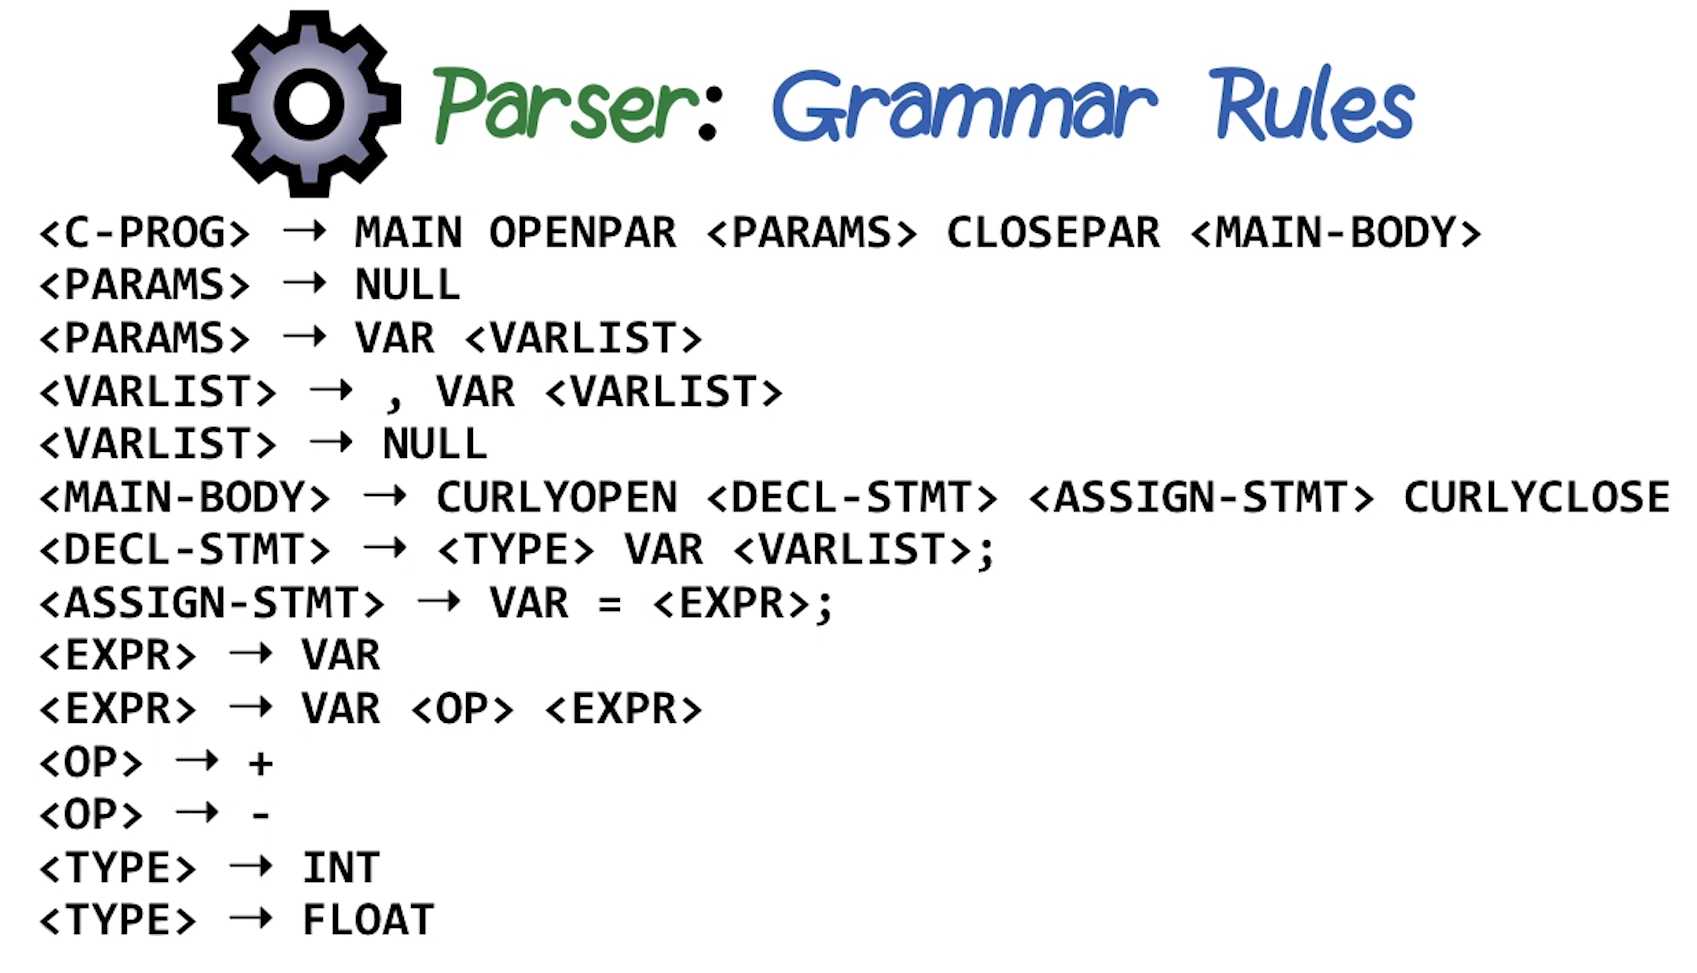 Parser: Grammar Rules
<C-PROG> → MAIN OPENPAR <PARAMS> CLOSEPAR <MAIN-BODY>
<PARAMS> → NULL
<PARAMS> → VAR <VARLIST>
<VARLIST> → , VAR <VARLIST>
<VARLIST> → NULL
<MAIN-BODY> → CURLYOPEN <DECL-STMT> <ASSIGN-STMT> CURLYCLOSE
<DECL-STMT> → <TYPE> VAR <VARLIST>;
<ASSIGN-STMT> → VAR = <EXPR>;
<EXPR> → VAR
<EXPR> → VAR <OP> <EXPR>
<OP> → +
<OP> → -
<TYPE> → INT
<TYPE> → FLOAT